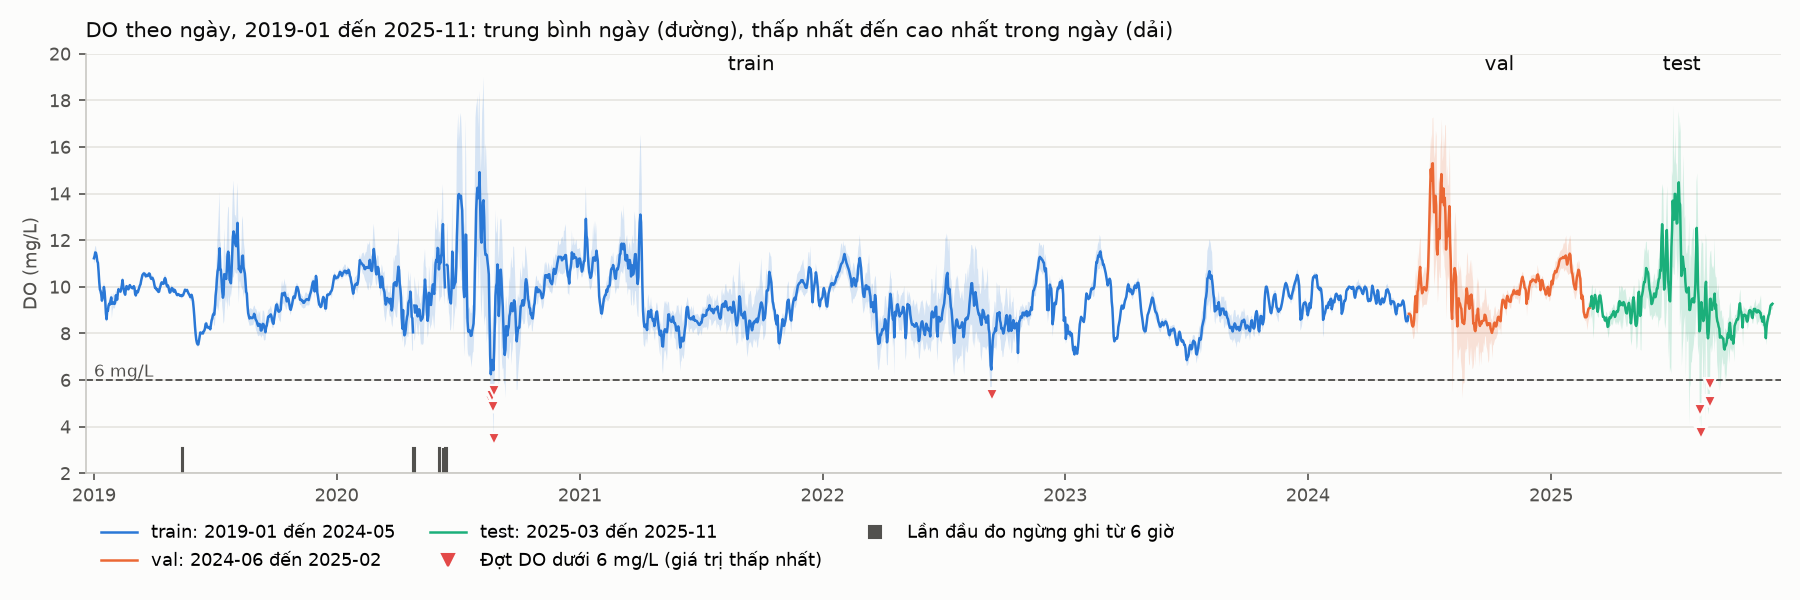 DO theo ngày, 2019-01 đến 2025-11: trung bình ngày (đường), thấp nhất đến cao nhất trong ngày (dải)
train
val
test
DO (mg/L)
20
18
16
14
12
10
8
6
4
2
6 mg/L
2019
2020
2021
2022
2023
2024
2025
train: 2019-01 đến 2024-05
test: 2025-03 đến 2025-11
Lần đầu đo ngừng ghi từ 6 giờ
val: 2024-06 đến 2025-02
Đợt DO dưới 6 mg/L (giá trị thấp nhất)